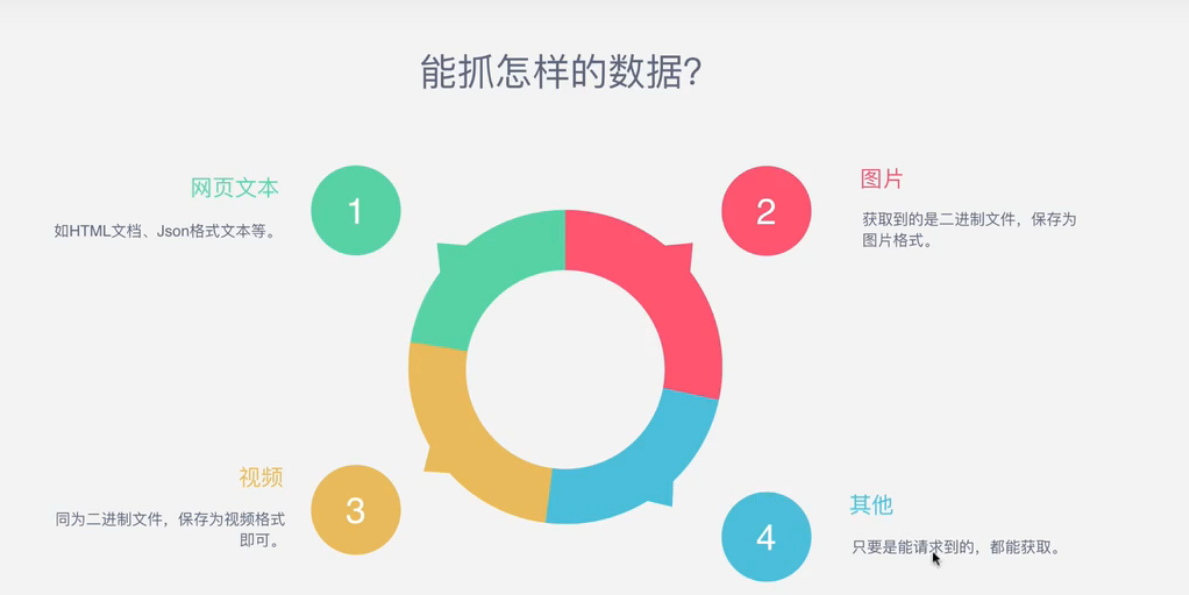 能抓怎样的数据?
网页文本
1
如HTML文档、Json格式文本等。
2
图片
获取到的是二进制文件，保存为
图片格式。
视频
3
同为二进制文件，保存为视频格式
即可。
4
其他
只要是能请求到的，都能获取。